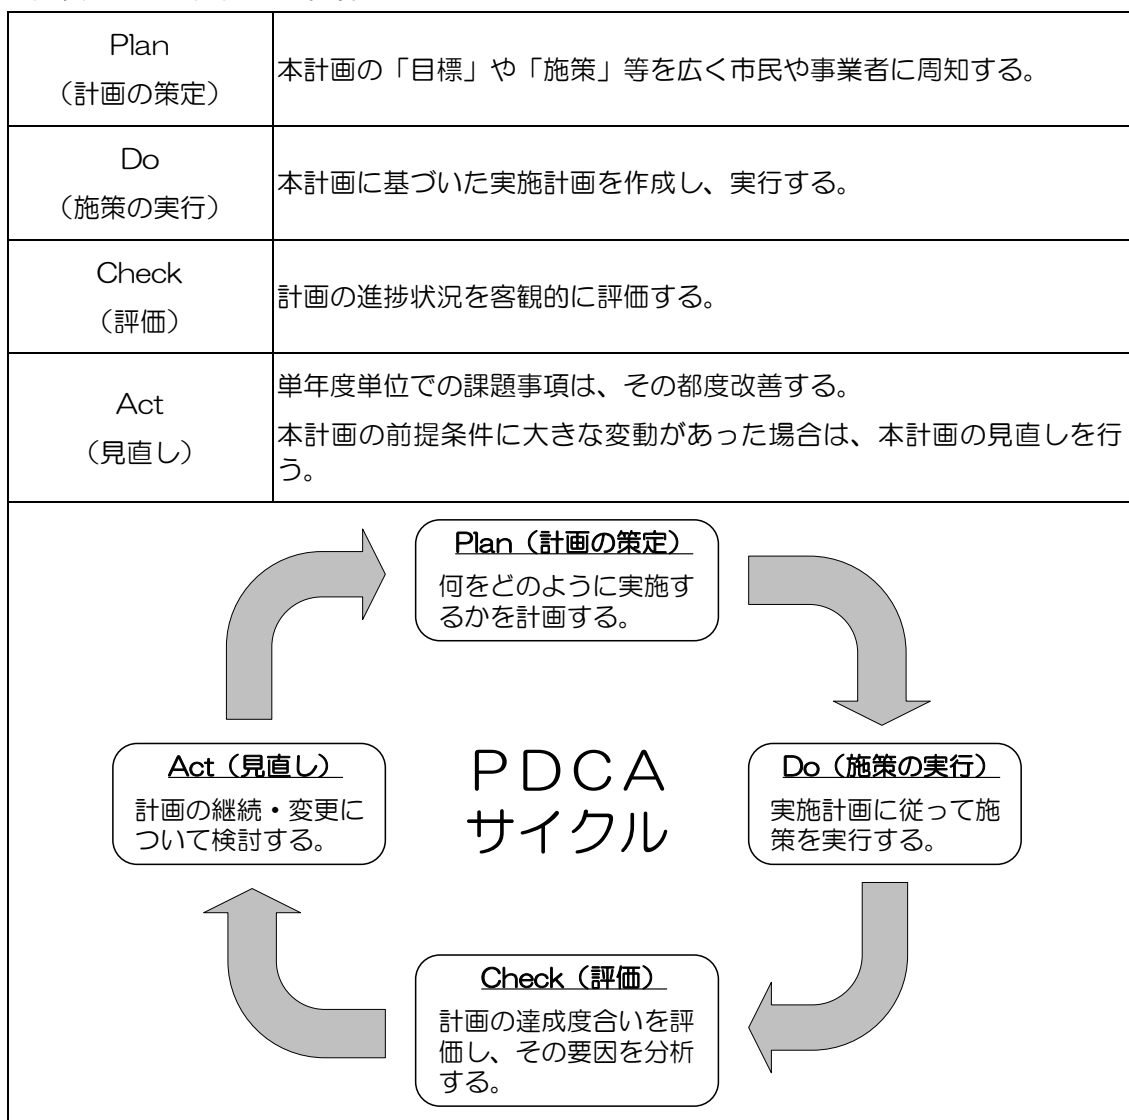 Plan
（計画の策定）
本計画の「目標」や「施策」等を広く市民や事業者に周知する。
Do
（施策の実行）
本計画に基づいた実施計画を作成し、実行する。
Check
（評価）
計画の進捗状況を客観的に評価する。
Act
（見直し）
単年度単位での課題事項は、その都度改善する。
本計画の前提条件に大きな変動があった場合は、本計画の見直しを行
う。
Plan（計画の策定）
何をどのように実施す
るかを計画する。
Act（見直し）
計画の継続・変更に
ついて検討する。
ＰＤＣＡ
サイクル
Do（施策の実行）
実施計画に従って施
策を実行する。
Check（評価）
計画の達成度合いを評
価し、その要因を分析
する。